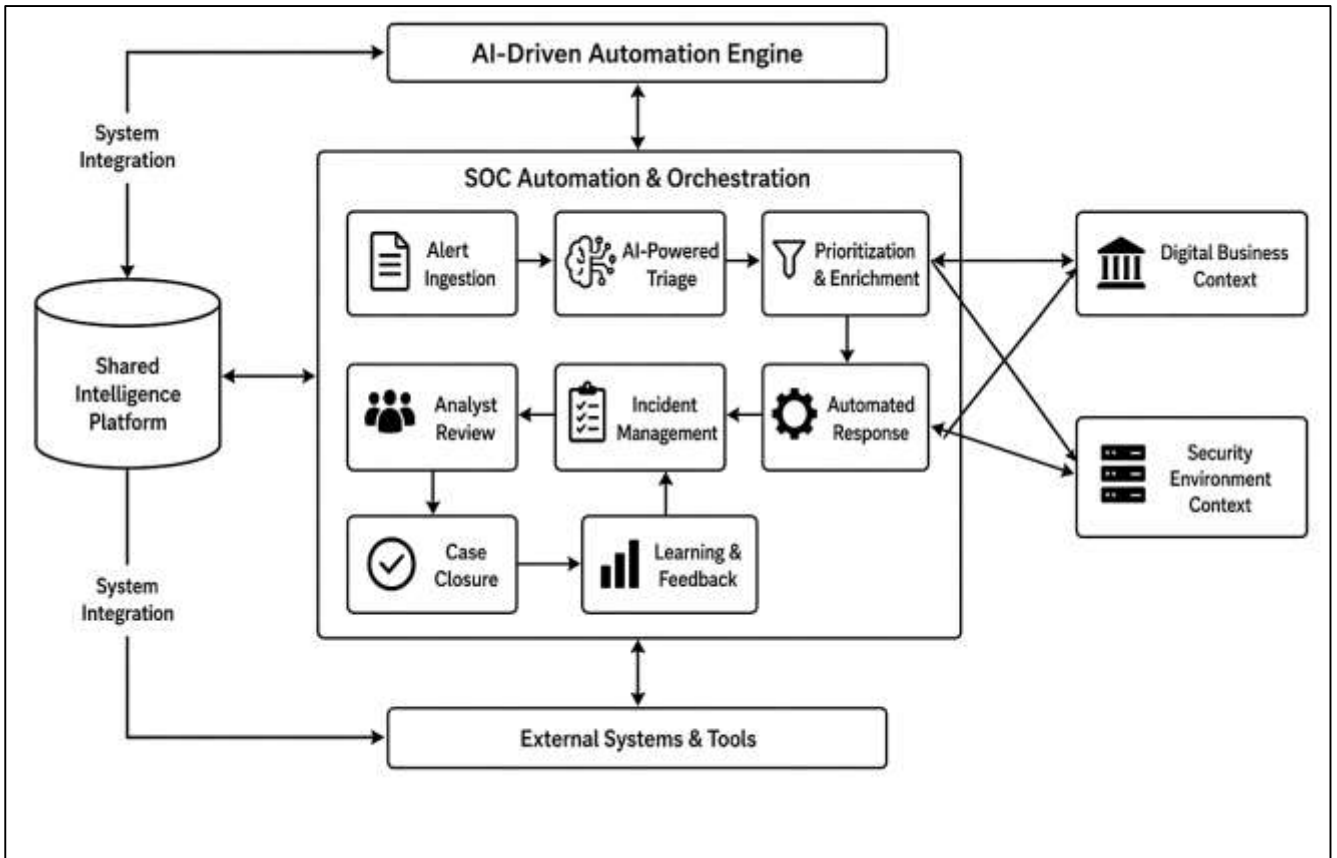 AI-Driven Automation Engine
System
Integration
SOC Automation & Orchestration
Alert
Ingestion
AI-Powered
Triage
Prioritization
& Enrichment
Digital Business
Context
Shared
Intelligence
Platform
Analyst
Review
Incident
Management
Automated
Response
Security
Environment
Context
Case
Closure
Learning &
Feedback
System
Integration
External Systems & Tools